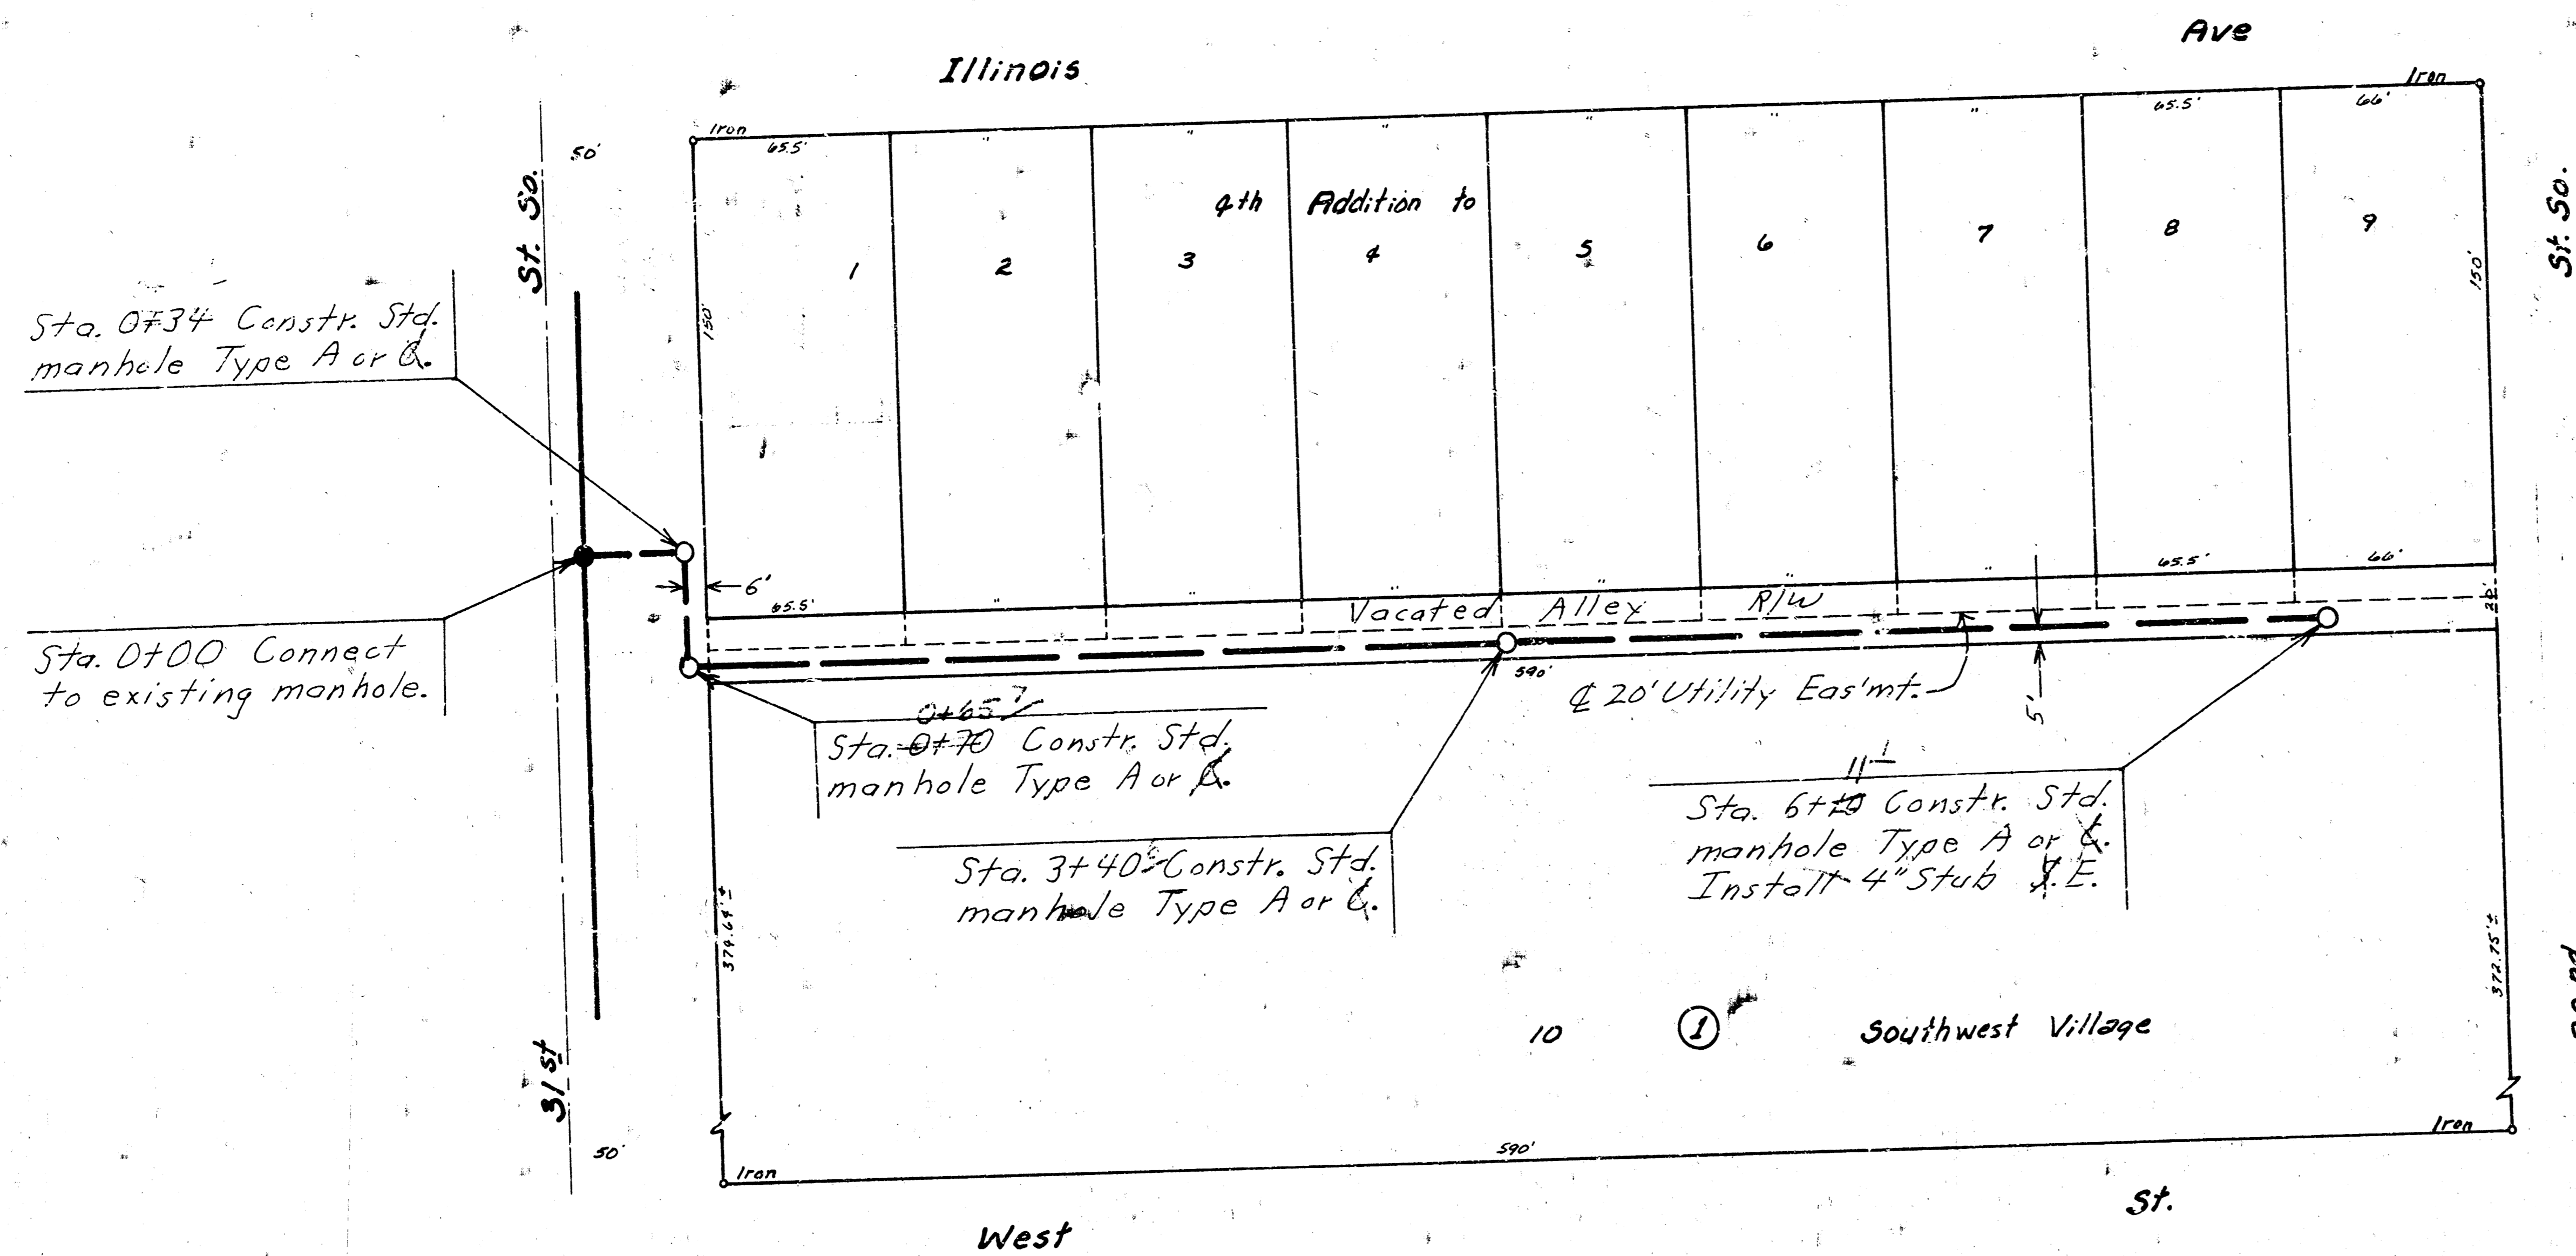 Illinois
Ave
Iron
Iron
50'
65.5'
"
"
"
"
"
"
65.5'
66'
St. So.
St. So.
4th Addition to
1
2
3
4
5
6
7
8
9
150'
150'
Sta. 0+34 Constr. Std.
manhole Type A or
1
6'
65.5'
"
"
"
"
"
"
65.5'
66'
Vacated Alley R/W
20'
Sta. 0+00 Connect
to existing manhole.
590'
℄ 20' Utility Eas'mt.
5'
0+65
Sta. 0+70 Constr. Std.
manhole Type A or
Sta. 3+40 Constr. Std.
manhole Type A or
11
Sta. 6+10 Constr. Std.
manhole Type A or
Install 4" Stub E.
374.64'±
372.75'±
10
1
Southwest Village
31st
50'
Iron
590'
Iron
West
St.